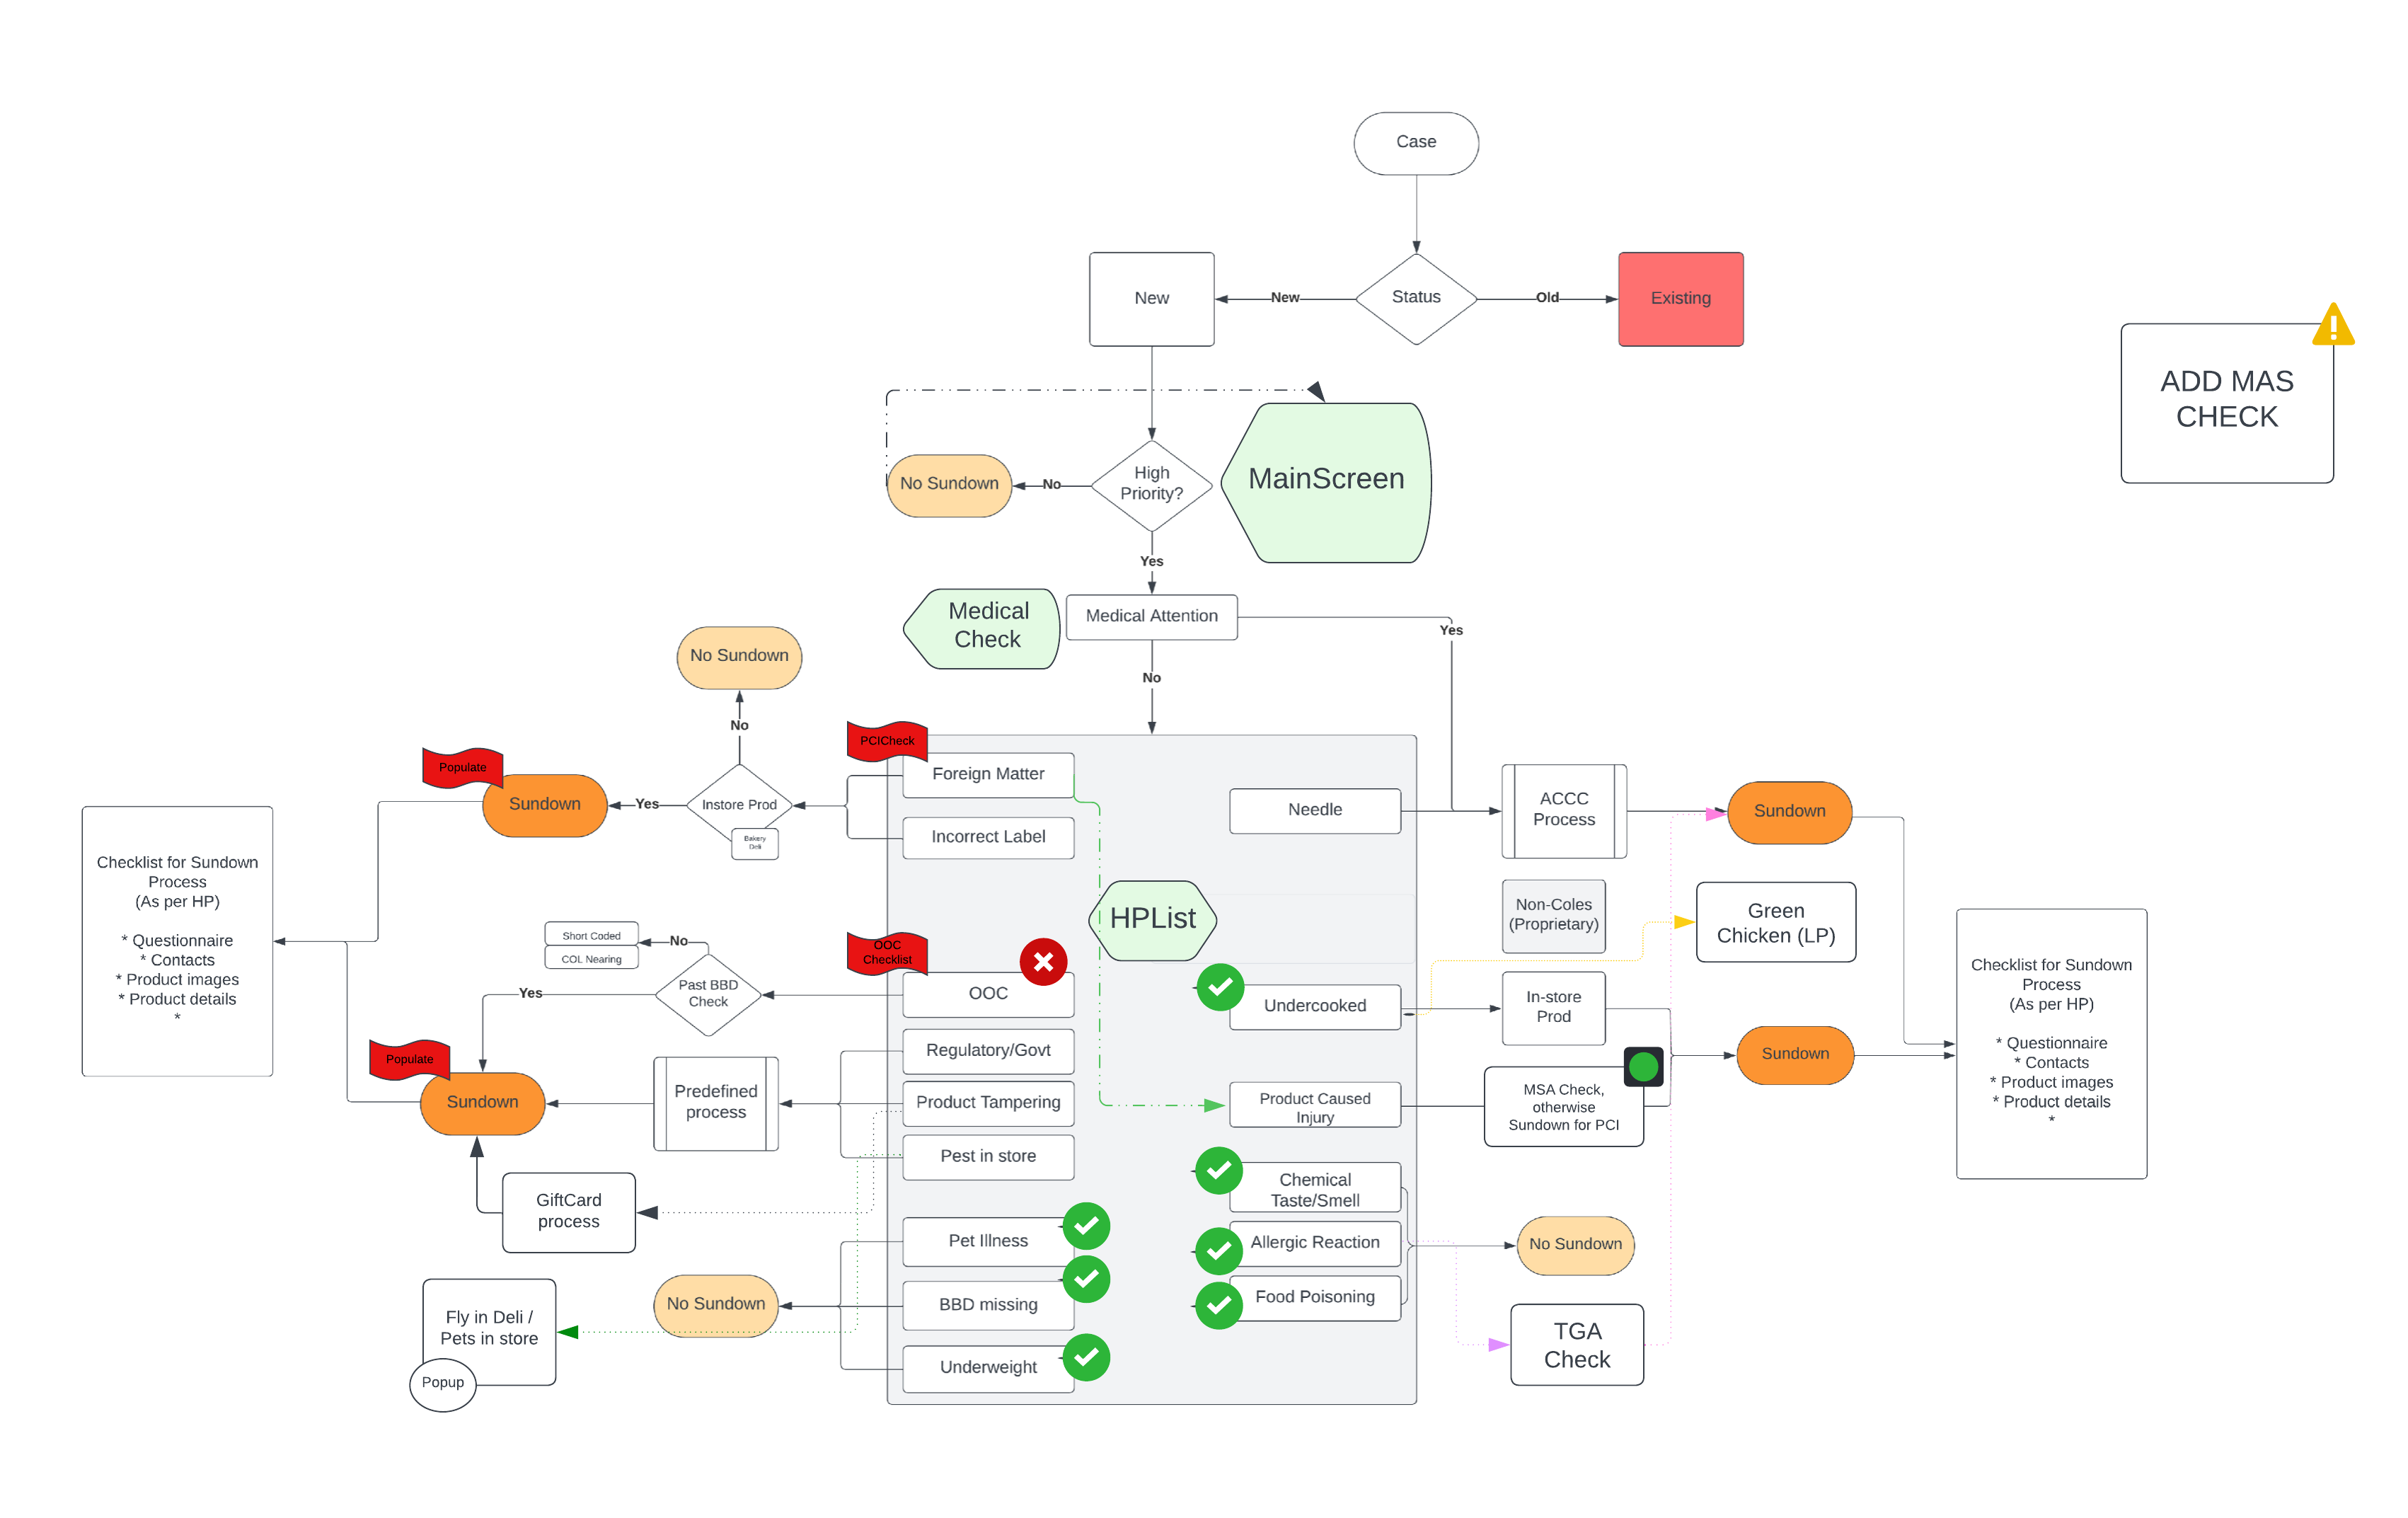 Case
New
New
Status
Old
Existing
ADD MAS
CHECK
High
Priority?
No
No Sundown
MainScreen
Yes
Medical
Check
Medical Attention
Yes
No
No Sundown
No
PCICheck
Populate
Sundown
Yes
Instore Prod
Bakery
Deli
Foreign Matter
Incorrect Label
Needle
ACCC
Process
Sundown
Checklist for Sundown
Process
(As per HP)
* Questionnaire
* Contacts
* Product images
* Product details
*
HPList
Non-Coles
(Proprietary)
Green
Chicken (LP)
Short Coded
COL Nearing
No
Past BBD
Check
Yes
OOC
Checklist
OOC
Undercooked
In-store
Prod
Checklist for Sundown
Process
(As per HP)
* Questionnaire
* Contacts
* Product images
* Product details
*
Populate
Sundown
Predefined
process
Regulatory/Govt
Product Tampering
Pest in store
Product Caused
Injury
MSA Check,
otherwise
Sundown for PCI
Sundown
GiftCard
process
Chemical
Taste/Smell
Pet Illness
Allergic Reaction
No Sundown
No Sundown
BBD missing
Food Poisoning
Fly in Deli /
Pets in store
Popup
Underweight
TGA
Check